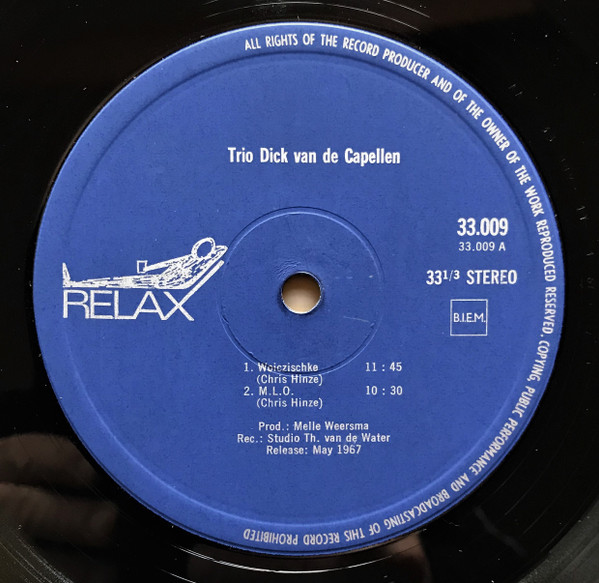 ALL RIGHTS OF THE RECORD PRODUCER AND OF THE OWNER OF THE WORK REPRODUCED RESERVED. COPYING, PUBLIC PERFORMANCE AND BROADCASTING OF THIS RECORD PROHIBITED
Trio Dick van de Capellen
33.009
33.009 A
33 1/3 STEREO
RELAX
B.I.E.M.
1. Woiczischke 11 : 45
(Chris Hinze)
2. M.L.O. 10 : 30
(Chris Hinze)
Prod.: Melle Weersma
Rec.: Studio Th. van de Water
Release: May 1967